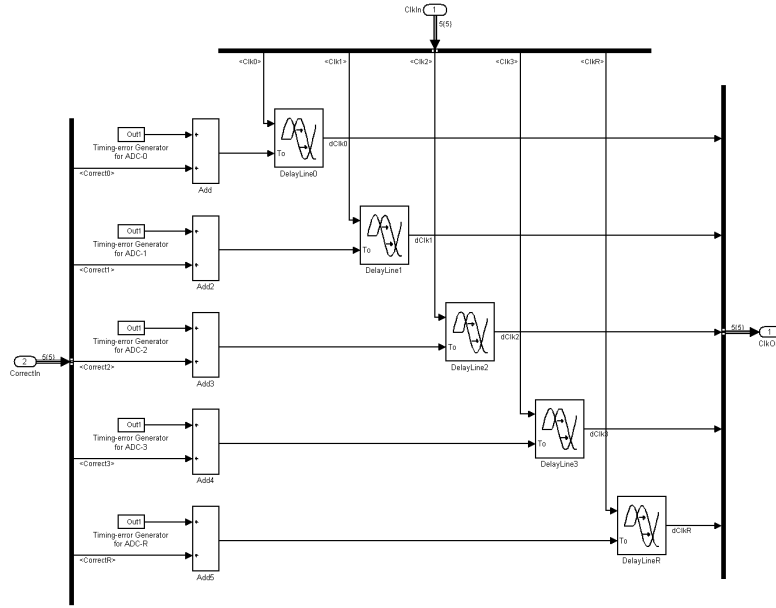 ClkIn
1
5{5}
<Clk0>
<Clk1>
<Clk2>
<Clk3>
<ClkR>
Out1
Timing-error Generator
for ADC-0
<Correct0>
+
+
Add
To
DelayLine0
dClk0
Out1
Timing-error Generator
for ADC-1
<Correct1>
+
+
Add2
To
DelayLine1
dClk1
Out1
Timing-error Generator
for ADC-2
<Correct2>
+
+
Add3
To
DelayLine2
dClk2
2
CorrectIn
5{5}
5{5}
1
ClkO
Out1
Timing-error Generator
for ADC-3
<Correct3>
+
+
Add4
To
DelayLine3
dClk3
Out1
Timing-error Generator
for ADC-R
<CorrectR>
+
+
Add5
To
DelayLineR
dClkR